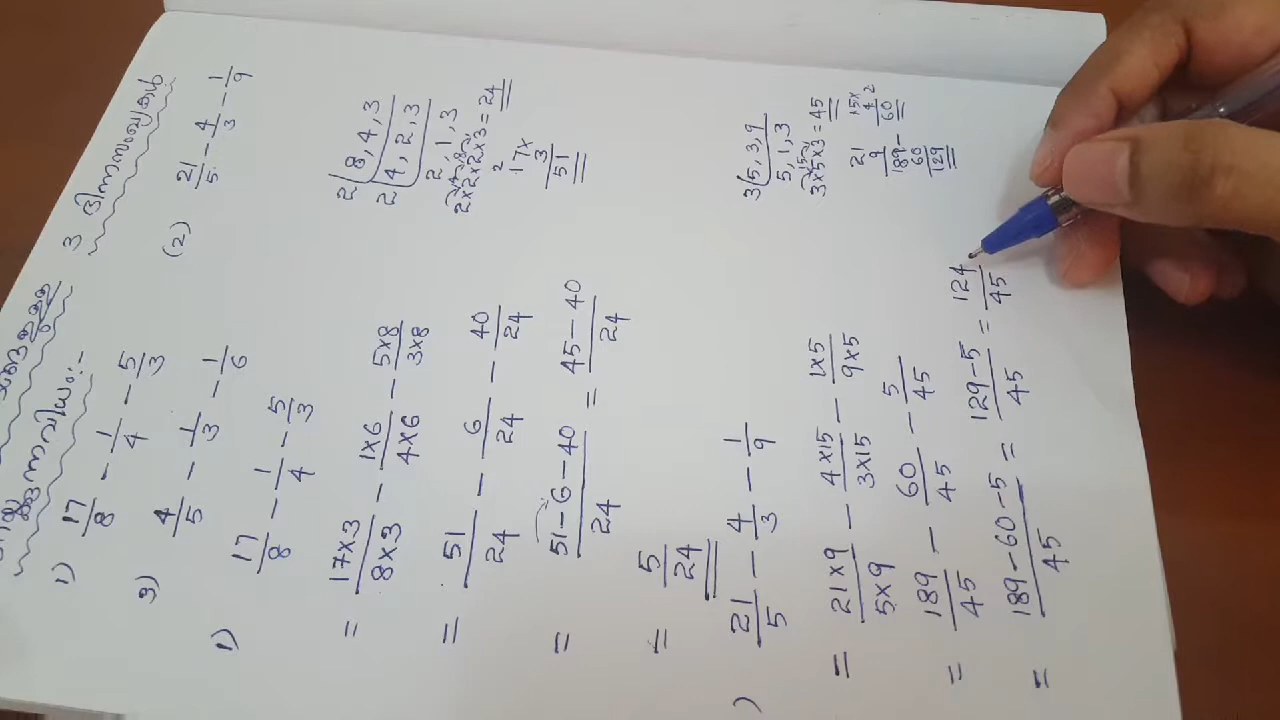 3 ഭിന്നസംഖ്യകൾ
1) 17/8 - 1/4 - 5/3
(2) 21/5 - 4/3 - 1/9
3) 4/5 - 1/3 - 1/6
1) 17/8 - 1/4 - 5/3
= 17×3/8×3 - 1×6/4×6 - 5×8/3×8
= 51/24 - 6/24 - 40/24
= 51-6-40/24 = 45-40/24
= 5/24
2 | 8, 4, 3
2 | 4, 2, 3
2, 1, 3
2×2×2×3 = 24
2
17×
3
51
) 21/5 - 4/3 - 1/9
= 21×9/5×9 - 4×15/3×15 - 1×5/9×5
= 189/45 - 60/45 - 5/45
= 189-60-5/45 = 129-5/45 = 124/45
3 | 5, 3, 9
5, 1, 3
3×5×3 = 45
21
9
189-
60
129
2
15×
4
60